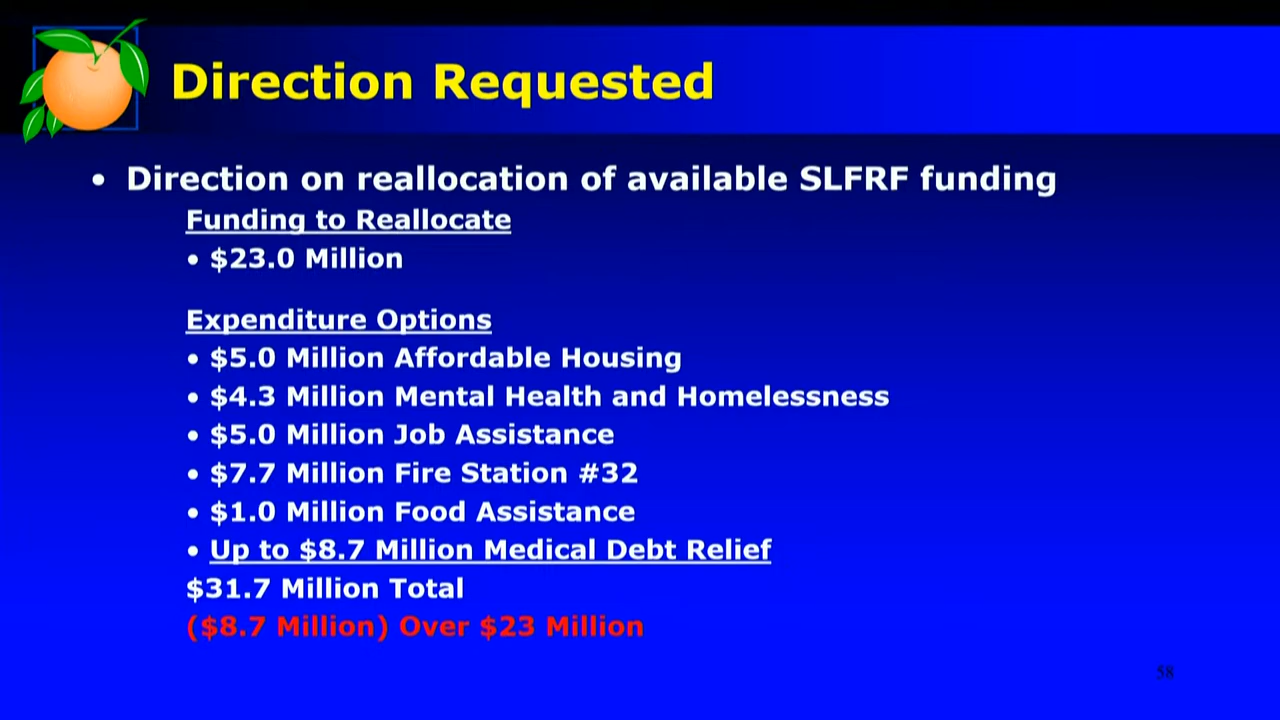 Direction Requested
• Direction on reallocation of available SLFRF funding
Funding to Reallocate
• $23.0 Million
Expenditure Options
• $5.0 Million Affordable Housing
• $4.3 Million Mental Health and Homelessness
• $5.0 Million Job Assistance
• $7.7 Million Fire Station #32
• $1.0 Million Food Assistance
• Up to $8.7 Million Medical Debt Relief
$31.7 Million Total
($8.7 Million) Over $23 Million
58